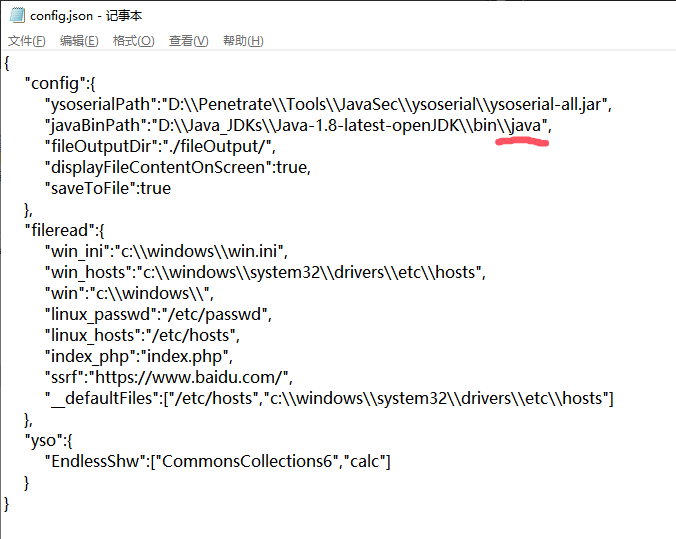 config.json - 记事本
文件(F) 编辑(E) 格式(O) 查看(V) 帮助(H)
{
"config":{
"ysoserialPath":"D:\\Penetrate\\Tools\\JavaSec\\ysoserial\\ysoserial-all.jar",
"javaBinPath":"D:\\Java_JDKs\\Java-1.8-latest-openJDK\\bin\\java",
"fileOutputDir":"./fileOutput/",
"displayFileContentOnScreen":true,
"saveToFile":true
},
"fileread":{
"win_ini":"c:\\windows\\win.ini",
"win_hosts":"c:\\windows\\system32\\drivers\\etc\\hosts",
"win":"c:\\windows\\",
"linux_passwd":"/etc/passwd",
"linux_hosts":"/etc/hosts",
"index_php":"index.php",
"ssrf":"https://www.baidu.com/",
"__defaultFiles":["/etc/hosts","c:\\windows\\system32\\drivers\\etc\\hosts"]
},
"yso":{
"EndlessShw":["CommonsCollections6","calc"]
}
}